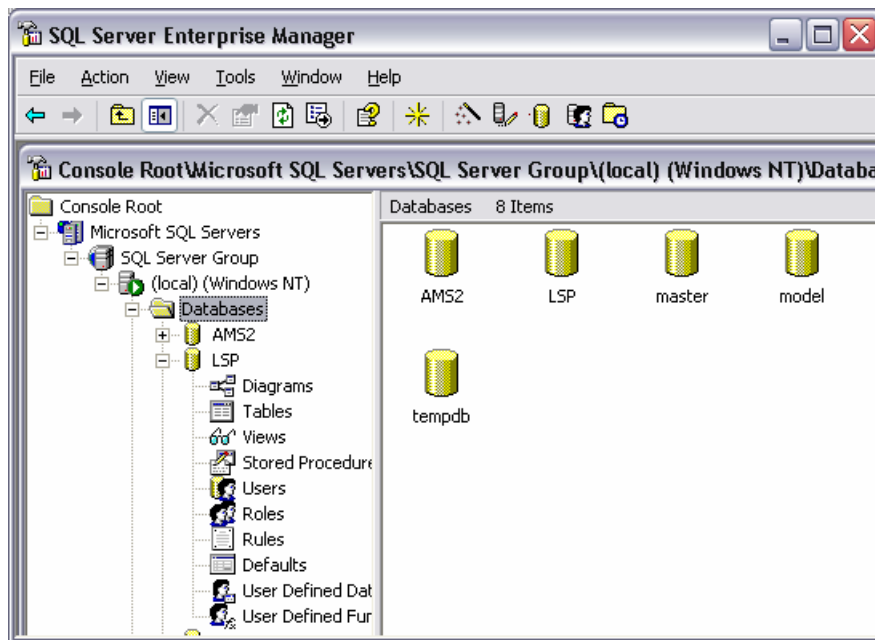 SQL Server Enterprise Manager
File Action View Tools Window Help
Console Root\Microsoft SQL Servers\SQL Server Group\(local) (Windows NT)\Databa
Console Root
Microsoft SQL Servers
SQL Server Group
(local) (Windows NT)
Databases
AMS2
LSP
Diagrams
Tables
Views
Stored Procedure
Users
Roles
Rules
Defaults
User Defined Dat
User Defined Fur
Databases 8 Items
AMS2 LSP master model
tempdb